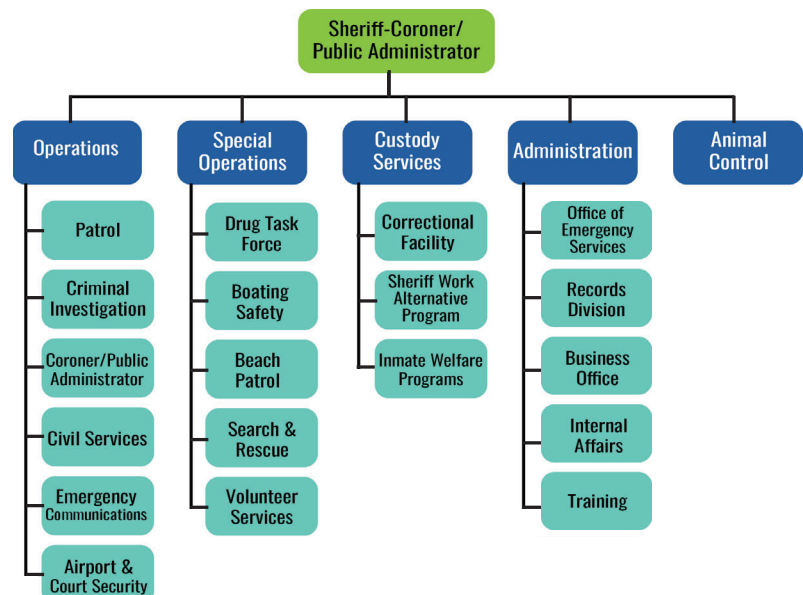 Sheriff-Coroner/
Public Administrator
Operations
Special
Operations
Custody
Services
Administration
Animal
Control
Patrol
Criminal
Investigation
Coroner/Public
Administrator
Civil Services
Emergency
Communications
Airport &
Court Security
Drug Task
Force
Boating
Safety
Beach
Patrol
Search &
Rescue
Volunteer
Services
Correctional
Facility
Sheriff Work
Alternative
Program
Inmate Welfare
Programs
Office of
Emergency
Services
Records
Division
Business
Office
Internal
Affairs
Training